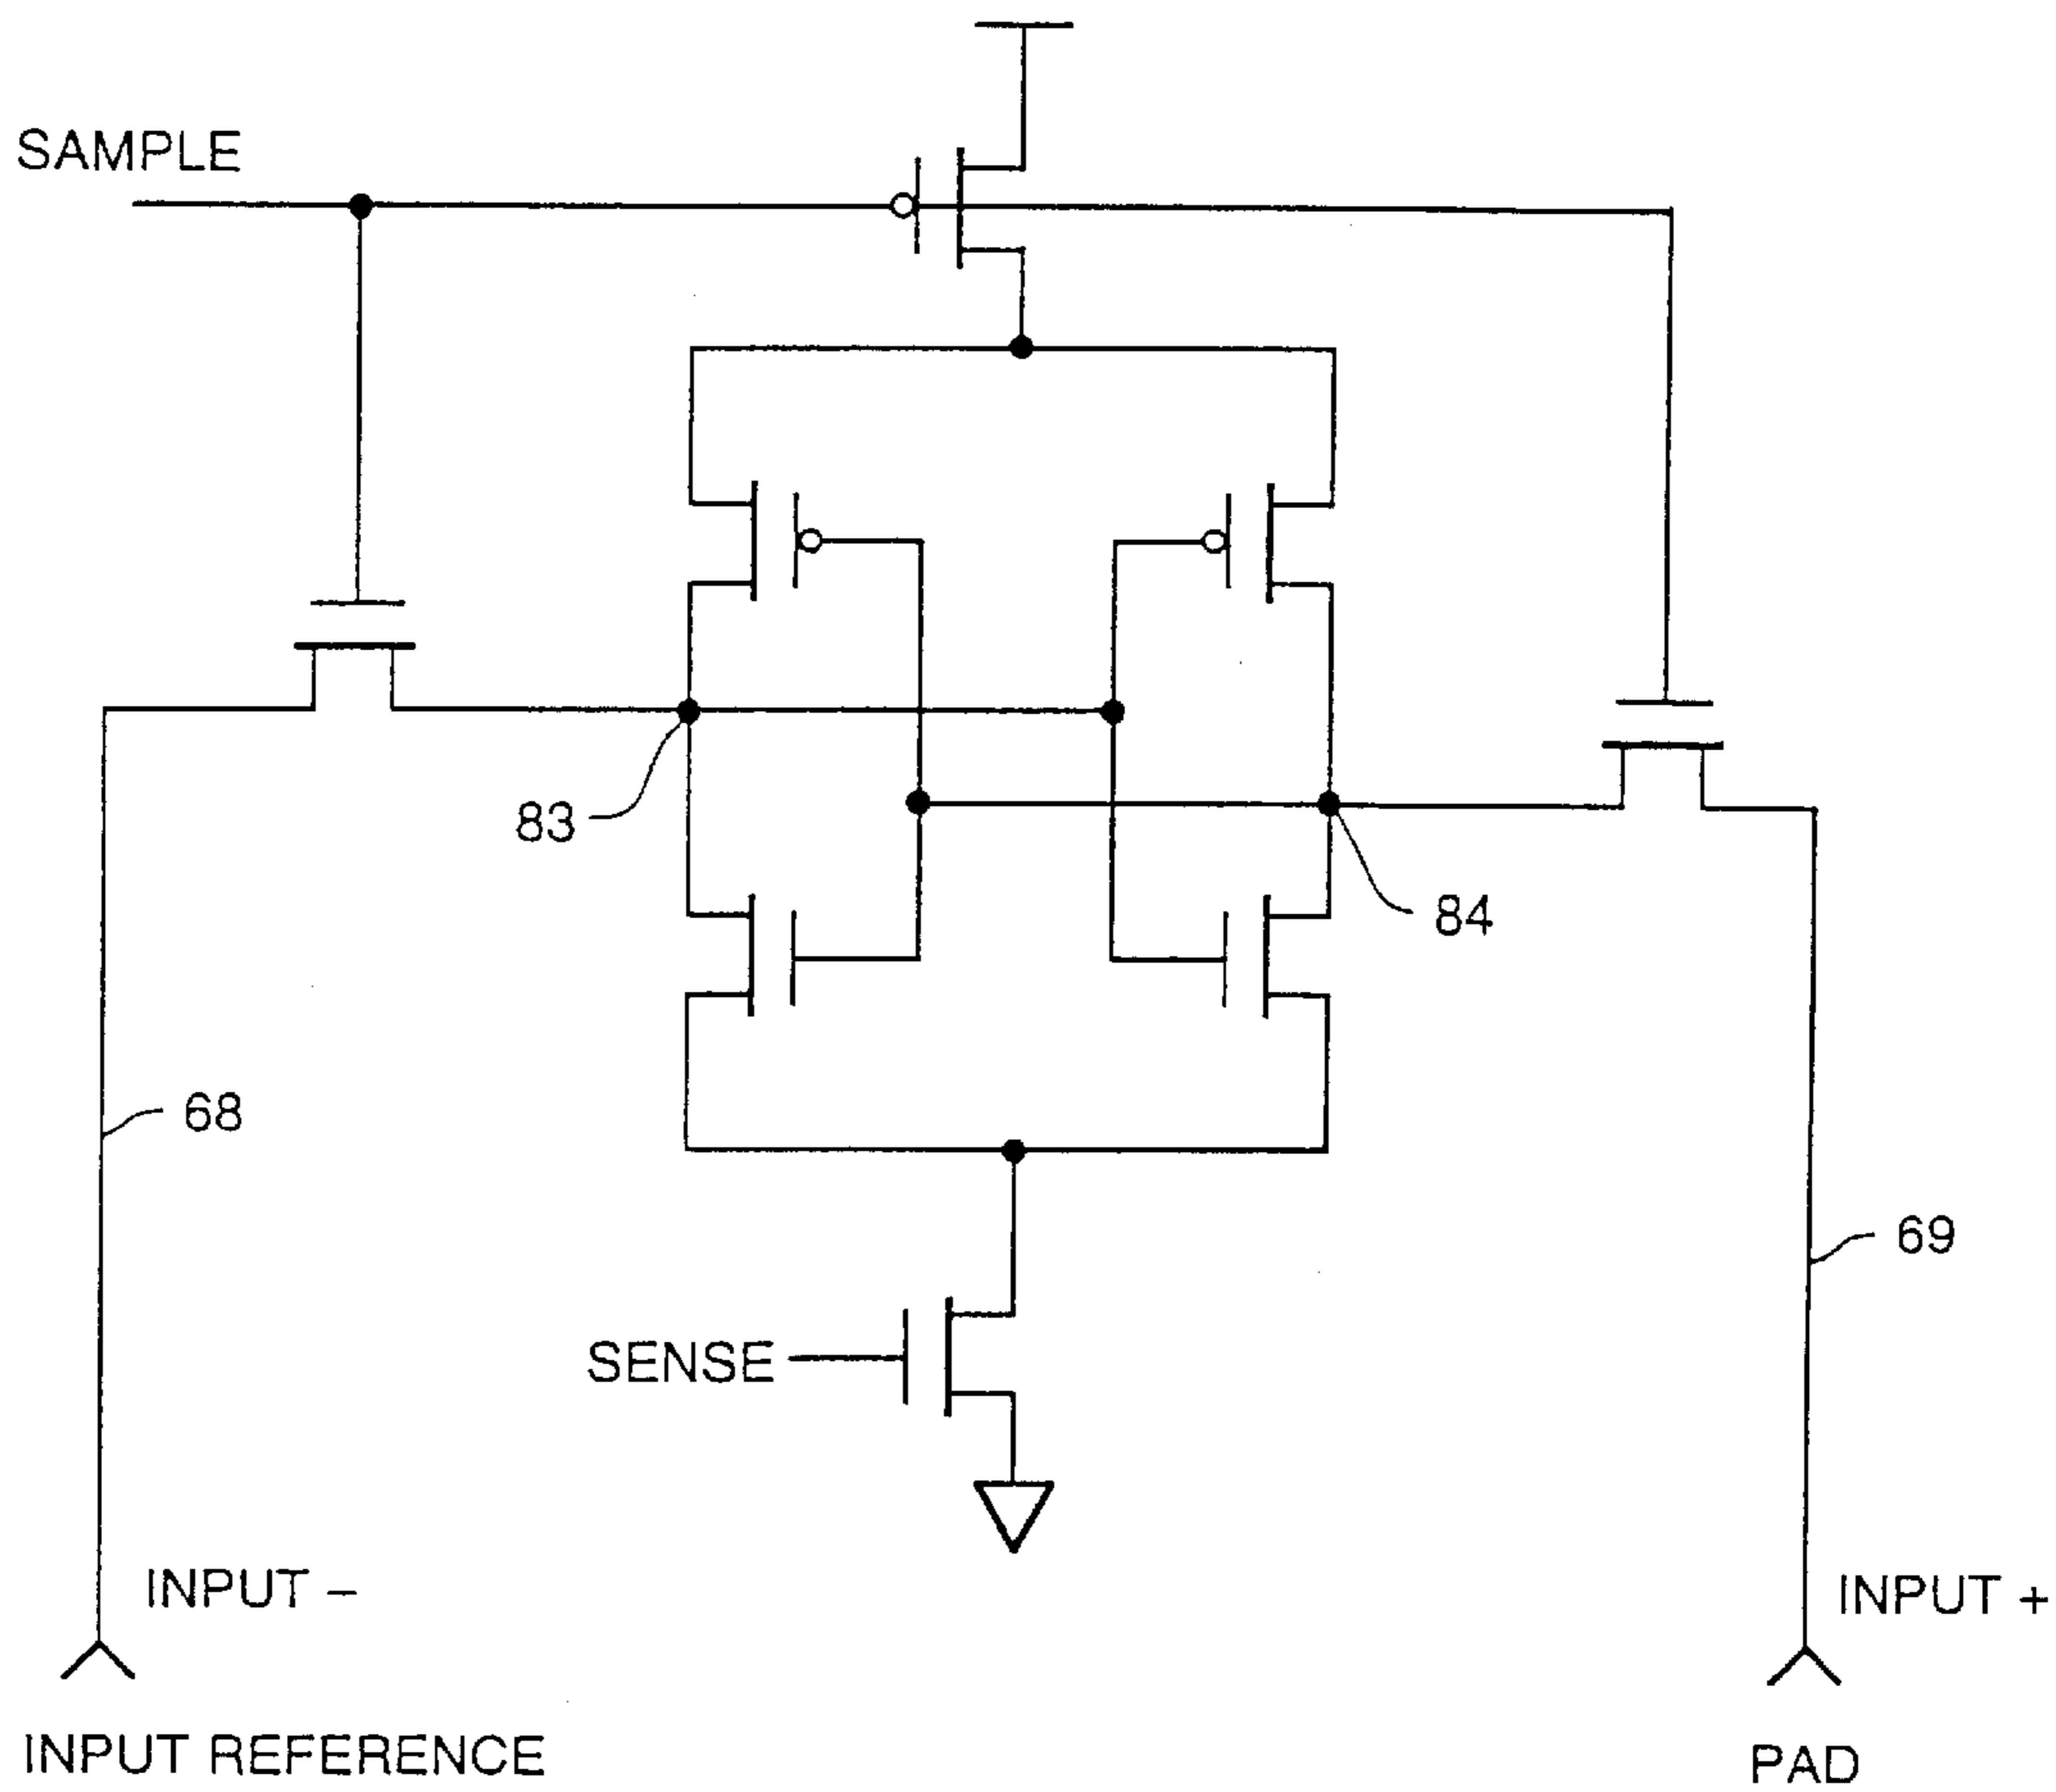 SAMPLE
83
84
68
69
SENSE
INPUT –
INPUT +
INPUT REFERENCE
PAD